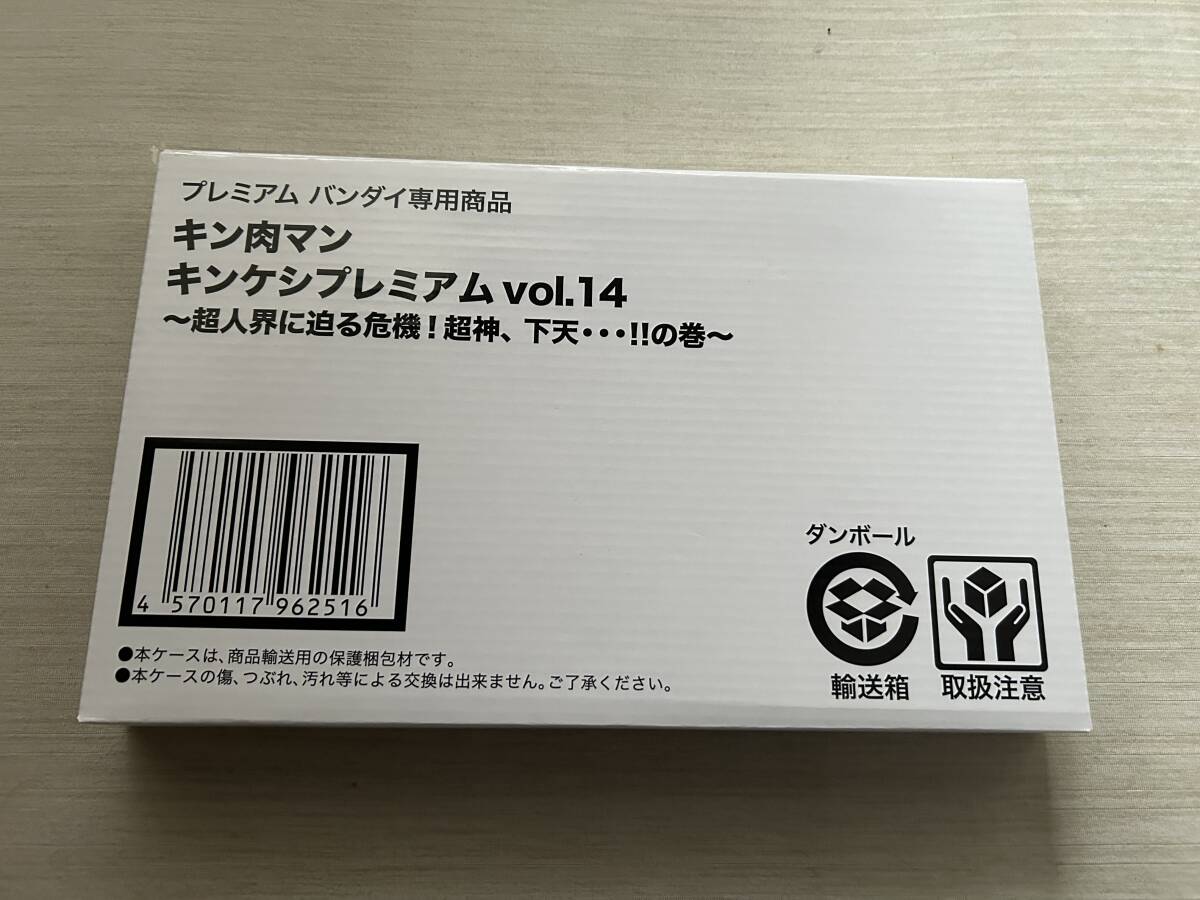 プレミアム バンダイ専用商品
キン肉マン
キンケシプレミアム vol.14
～超人界に迫る危機！超神、下天・・・!!の巻～
4 570117 962516
●本ケースは、商品輸送用の保護梱包材です。
●本ケースの傷、つぶれ、汚れ等による交換は出来ません。ご了承ください。
ダンボール
輸送箱
取扱注意